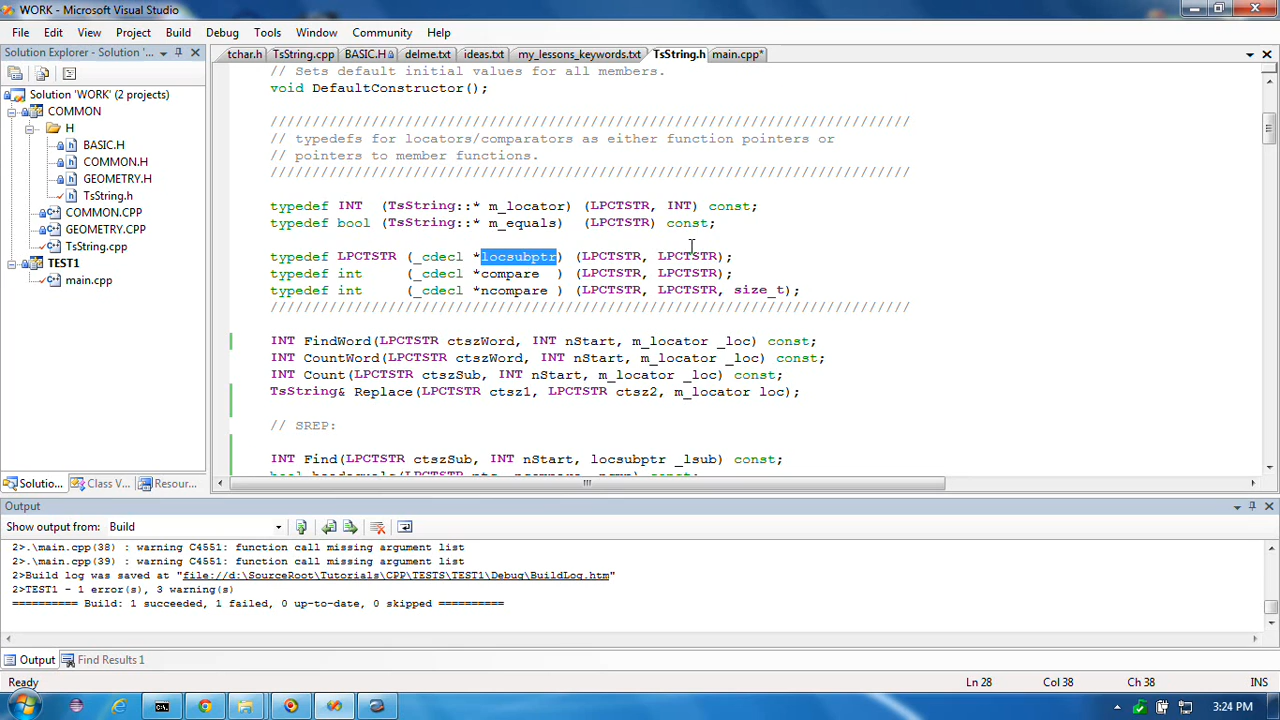 WORK - Microsoft Visual Studio
File Edit View Project Build Debug Tools Window Community Help
Solution Explorer - Solution '...
tchar.h TsString.cpp BASIC.H delme.txt ideas.txt my_lessons_keywords.txt TsString.h main.cpp*
Solution 'WORK' (2 projects)
COMMON
H
BASIC.H
COMMON.H
GEOMETRY.H
TsString.h
COMMON.CPP
GEOMETRY.CPP
TsString.cpp
TEST1
main.cpp
Solutio... Class V... Resour...
// Sets default initial values for all members.
void DefaultConstructor();
////////////////////////////////////////////////////////////////////////////
// typedefs for locators/comparators as either function pointers or
// pointers to member functions.
////////////////////////////////////////////////////////////////////////////
typedef INT (TsString::* m_locator) (LPCTSTR, INT) const;
typedef bool (TsString::* m_equals) (LPCTSTR) const;
typedef LPCTSTR (_cdecl *locsubptr) (LPCTSTR, LPCTSTR);
typedef int (_cdecl *compare ) (LPCTSTR, LPCTSTR);
typedef int (_cdecl *ncompare ) (LPCTSTR, LPCTSTR, size_t);
////////////////////////////////////////////////////////////////////////////
INT FindWord(LPCTSTR ctszWord, INT nStart, m_locator _loc) const;
INT CountWord(LPCTSTR ctszWord, INT nStart, m_locator _loc) const;
INT Count(LPCTSTR ctszSub, INT nStart, m_locator _loc) const;
TsString& Replace(LPCTSTR ctsz1, LPCTSTR ctsz2, m_locator loc);
// SREP:
INT Find(LPCTSTR ctszSub, INT nStart, locsubptr _lsub) const;
Output
Show output from: Build
2>.\main.cpp(38) : warning C4551: function call missing argument list
2>.\main.cpp(39) : warning C4551: function call missing argument list
2>Build log was saved at "file://d:\SourceRoot\Tutorials\CPP\TESTS\TEST1\Debug\BuildLog.htm"
2>TEST1 - 1 error(s), 3 warning(s)
========== Build: 1 succeeded, 1 failed, 0 up-to-date, 0 skipped ==========
Output Find Results 1
Ready Ln 28 Col 38 Ch 38 INS
3:24 PM